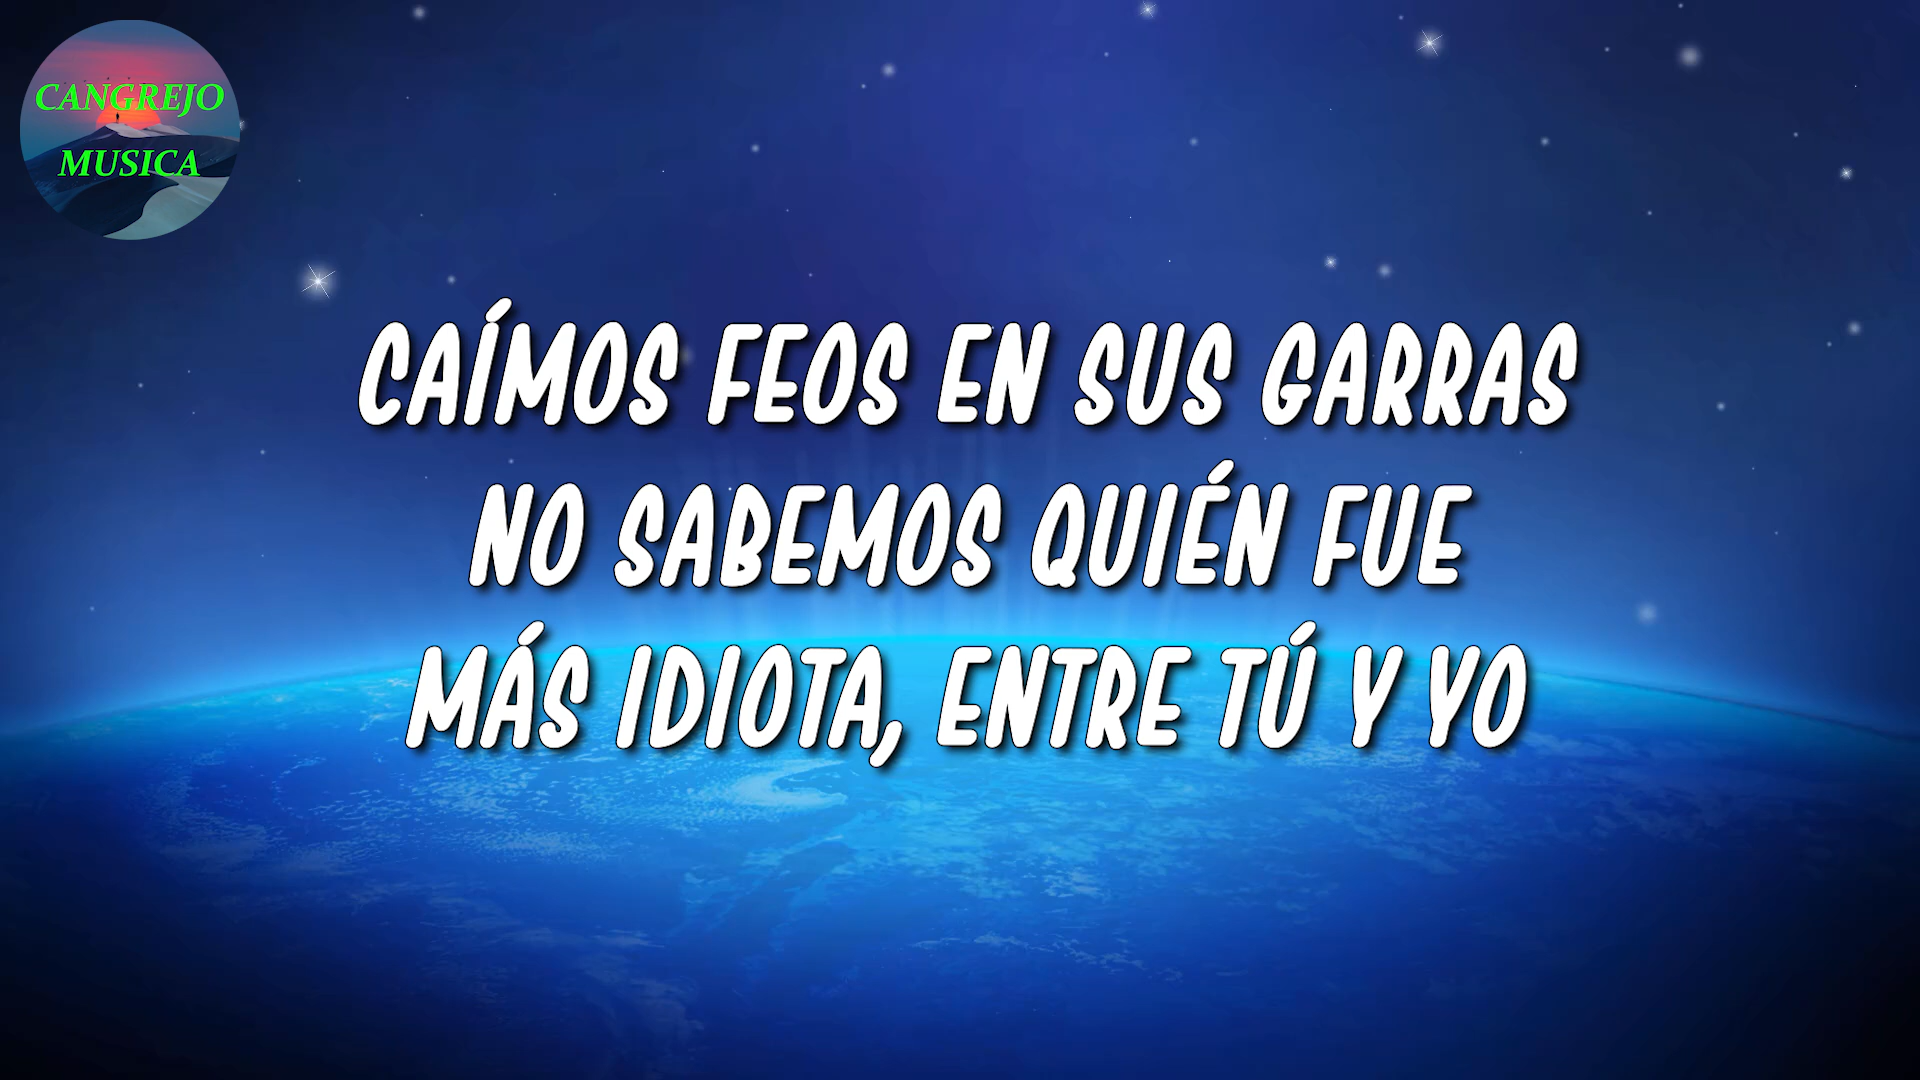 CANGREJO
MUSICA
CAÍMOS FEOS EN SUS GARRAS
NO SABEMOS QUIÉN FUE
MÁS IDIOTA, ENTRE TÚ Y YO